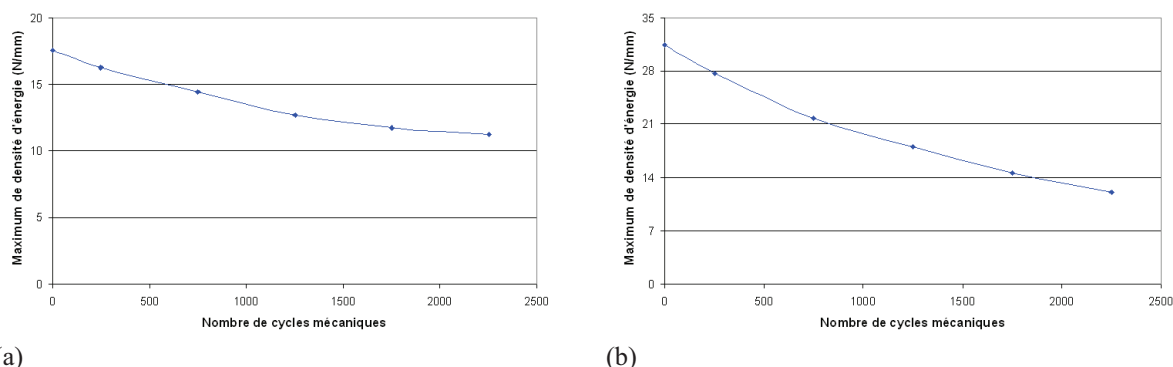 20
15
10
5
0
Maximum de densité d'énergie (N/mm)
0 500 1000 1500 2000 2500
Nombre de cycles mécaniques
35
28
21
14
7
0
Maximum de densité d'énergie (N/mm)
0 500 1000 1500 2000 2500
Nombre de cycles mécaniques
a)
(b)